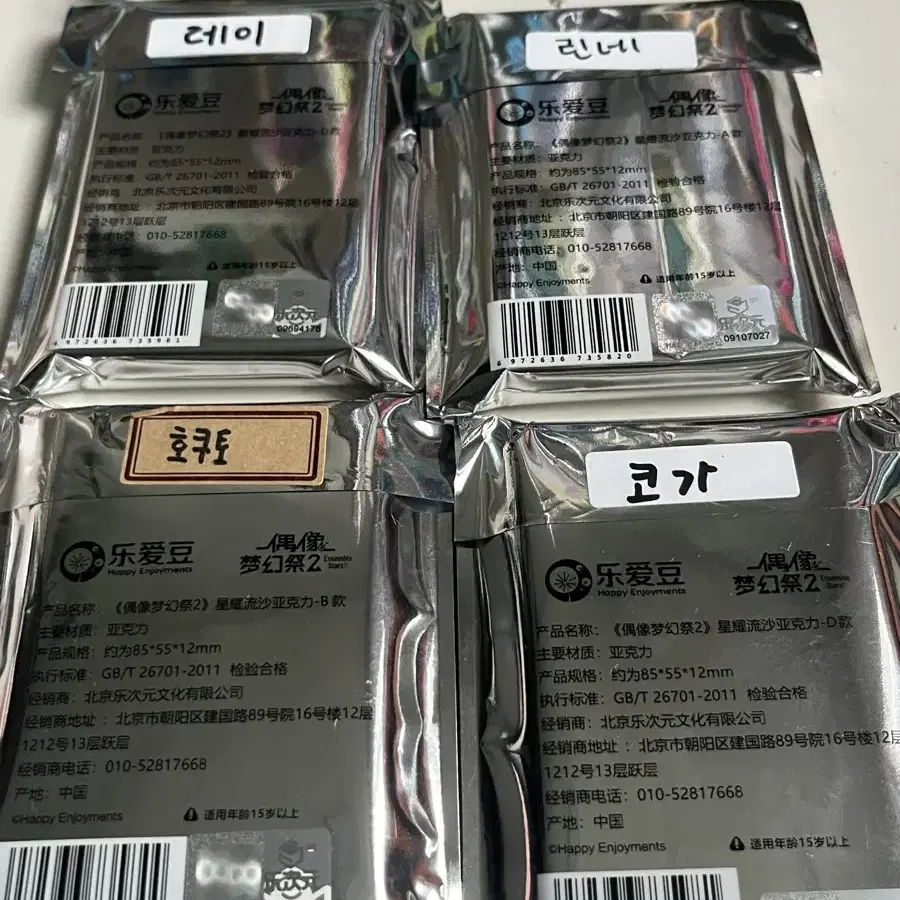 레이
乐爱豆
Happy Enjoyments
偶像
梦幻祭2
产品名称：《偶像梦幻祭2》星耀流沙亚克力-D款
主要材质：亚克力
产品规格：约为85*55*12mm
执行标准：GB/T 26701-2011 检验合格
经销商：北京乐次元文化有限公司
经销商地址：北京市朝阳区建国路89号院16号楼12层
1212号13层跃层
经销商电话：010-52817668
产地：中国
©Happy Enjoyments
适用年龄15岁以上
6 972636 735981
09694176
린네
乐爱豆
Happy Enjoyments
偶像
梦幻祭2
产品名称：《偶像梦幻祭2》星耀流沙亚克力-A款
主要材质：亚克力
产品规格：约为85*55*12mm
执行标准：GB/T 26701-2011 检验合格
经销商：北京乐次元文化有限公司
经销商地址：北京市朝阳区建国路89号院16号楼12层
1212号13层跃层
经销商电话：010-52817668
产地：中国
©Happy Enjoyments
适用年龄15岁以上
6 972636 735820
乐次元
09107027
호쿠토
乐爱豆
Happy Enjoyments
偶像
梦幻祭2
Ensemble
Stars!!
产品名称：《偶像梦幻祭2》星耀流沙亚克力-B款
主要材质：亚克力
产品规格：约为85*55*12mm
执行标准：GB/T 26701-2011 检验合格
经销商：北京乐次元文化有限公司
经销商地址：北京市朝阳区建国路89号院16号楼12层
1212号13层跃层
经销商电话：010-52817668
产地：中国
©Happy Enjoyments
适用年龄15岁以上
코가
乐爱豆
Happy Enjoyments
偶像
梦幻祭2
Ensemble
Stars!!
产品名称：《偶像梦幻祭2》星耀流沙亚克力-D款
主要材质：亚克力
产品规格：约为85*55*12mm
执行标准：GB/T 26701-2011 检验合格
经销商：北京乐次元文化有限公司
经销商地址：北京市朝阳区建国路89号院16号楼12层
1212号13层跃层
经销商电话：010-52817668
产地：中国
©Happy Enjoyments
适用年龄15岁以上